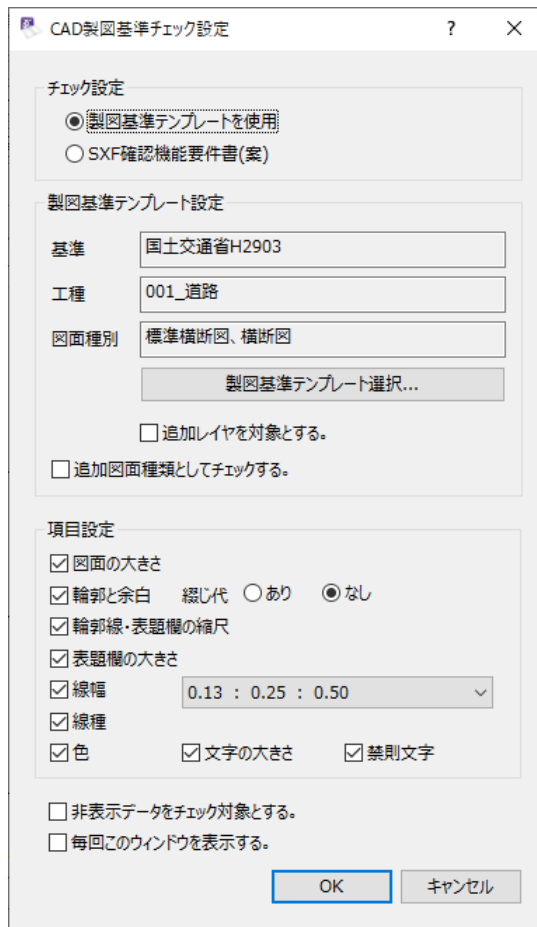 CAD製図基準チェック設定
チェック設定
製図基準テンプレートを使用
SXF確認機能要件書(案)
製図基準テンプレート設定
基準 国土交通省H2903
工種 001_道路
図面種別 標準横断図、横断図
製図基準テンプレート選択...
追加レイヤを対象とする。
追加図面種類としてチェックする。
項目設定
図面の大きさ
輪郭と余白 綴じ代 あり なし
輪郭線・表題欄の縮尺
表題欄の大きさ
線幅 0.13 : 0.25 : 0.50
線種
色 文字の大きさ 禁則文字
非表示データをチェック対象とする。
毎回このウィンドウを表示する。
OK キャンセル